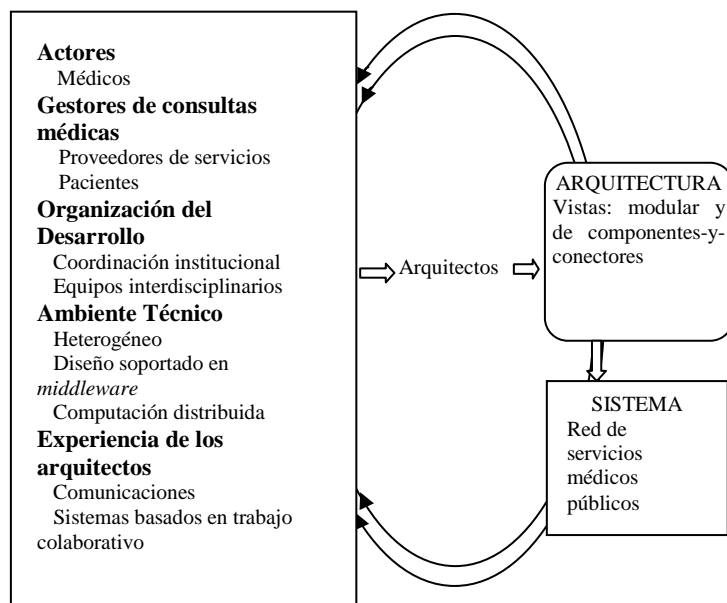 Actores
Médicos
Gestores de consultas
médicas
Proveedores de servicios
Pacientes
Organización del
Desarrollo
Coordinación institucional
Equipos interdisciplinarios
Ambiente Técnico
Heterogéneo
Diseño soportado en
middleware
Computación distribuida
Experiencia de los
arquitectos
Comunicaciones
Sistemas basados en trabajo
colaborativo
Arquitectos
ARQUITECTURA
Vistas: modular y
de componentes-y-
conectores
SISTEMA
Red de
servicios
médicos
públicos